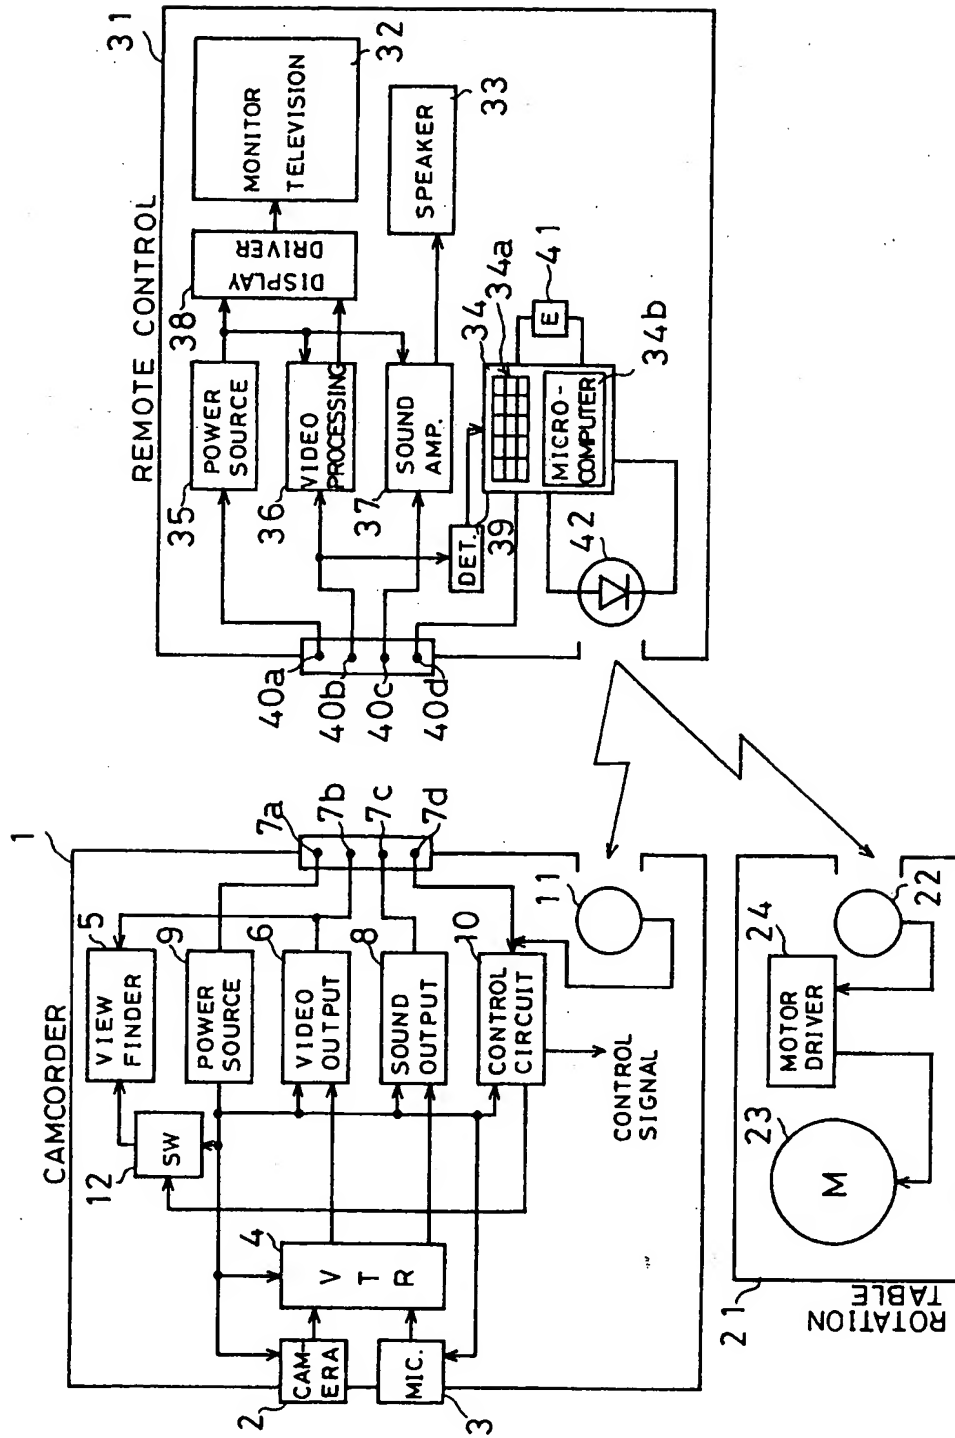 CAMCORDER
1
CAM-
ERA
2
MIC.
3
VTR
4
SW
12
VIEW
FINDER
5
POWER
SOURCE
9
VIDEO
OUTPUT
6
SOUND
OUTPUT
8
CONTROL
CIRCUIT
10
CONTROL
SIGNAL
11
7a
7b
7c
7d
REMOTE CONTROL
31
40a
40b
40c
40d
POWER
SOURCE
35
VIDEO
PROCESSING
36
SOUND
AMP.
37
DISPLAY
DRIVER
38
MONITOR
TELEVISION
32
SPEAKER
33
DET.
39
34
34a
MICRO-
COMPUTER
34b
E
41
42
ROTATION
TABLE
21
M
23
MOTOR
DRIVER
24
22